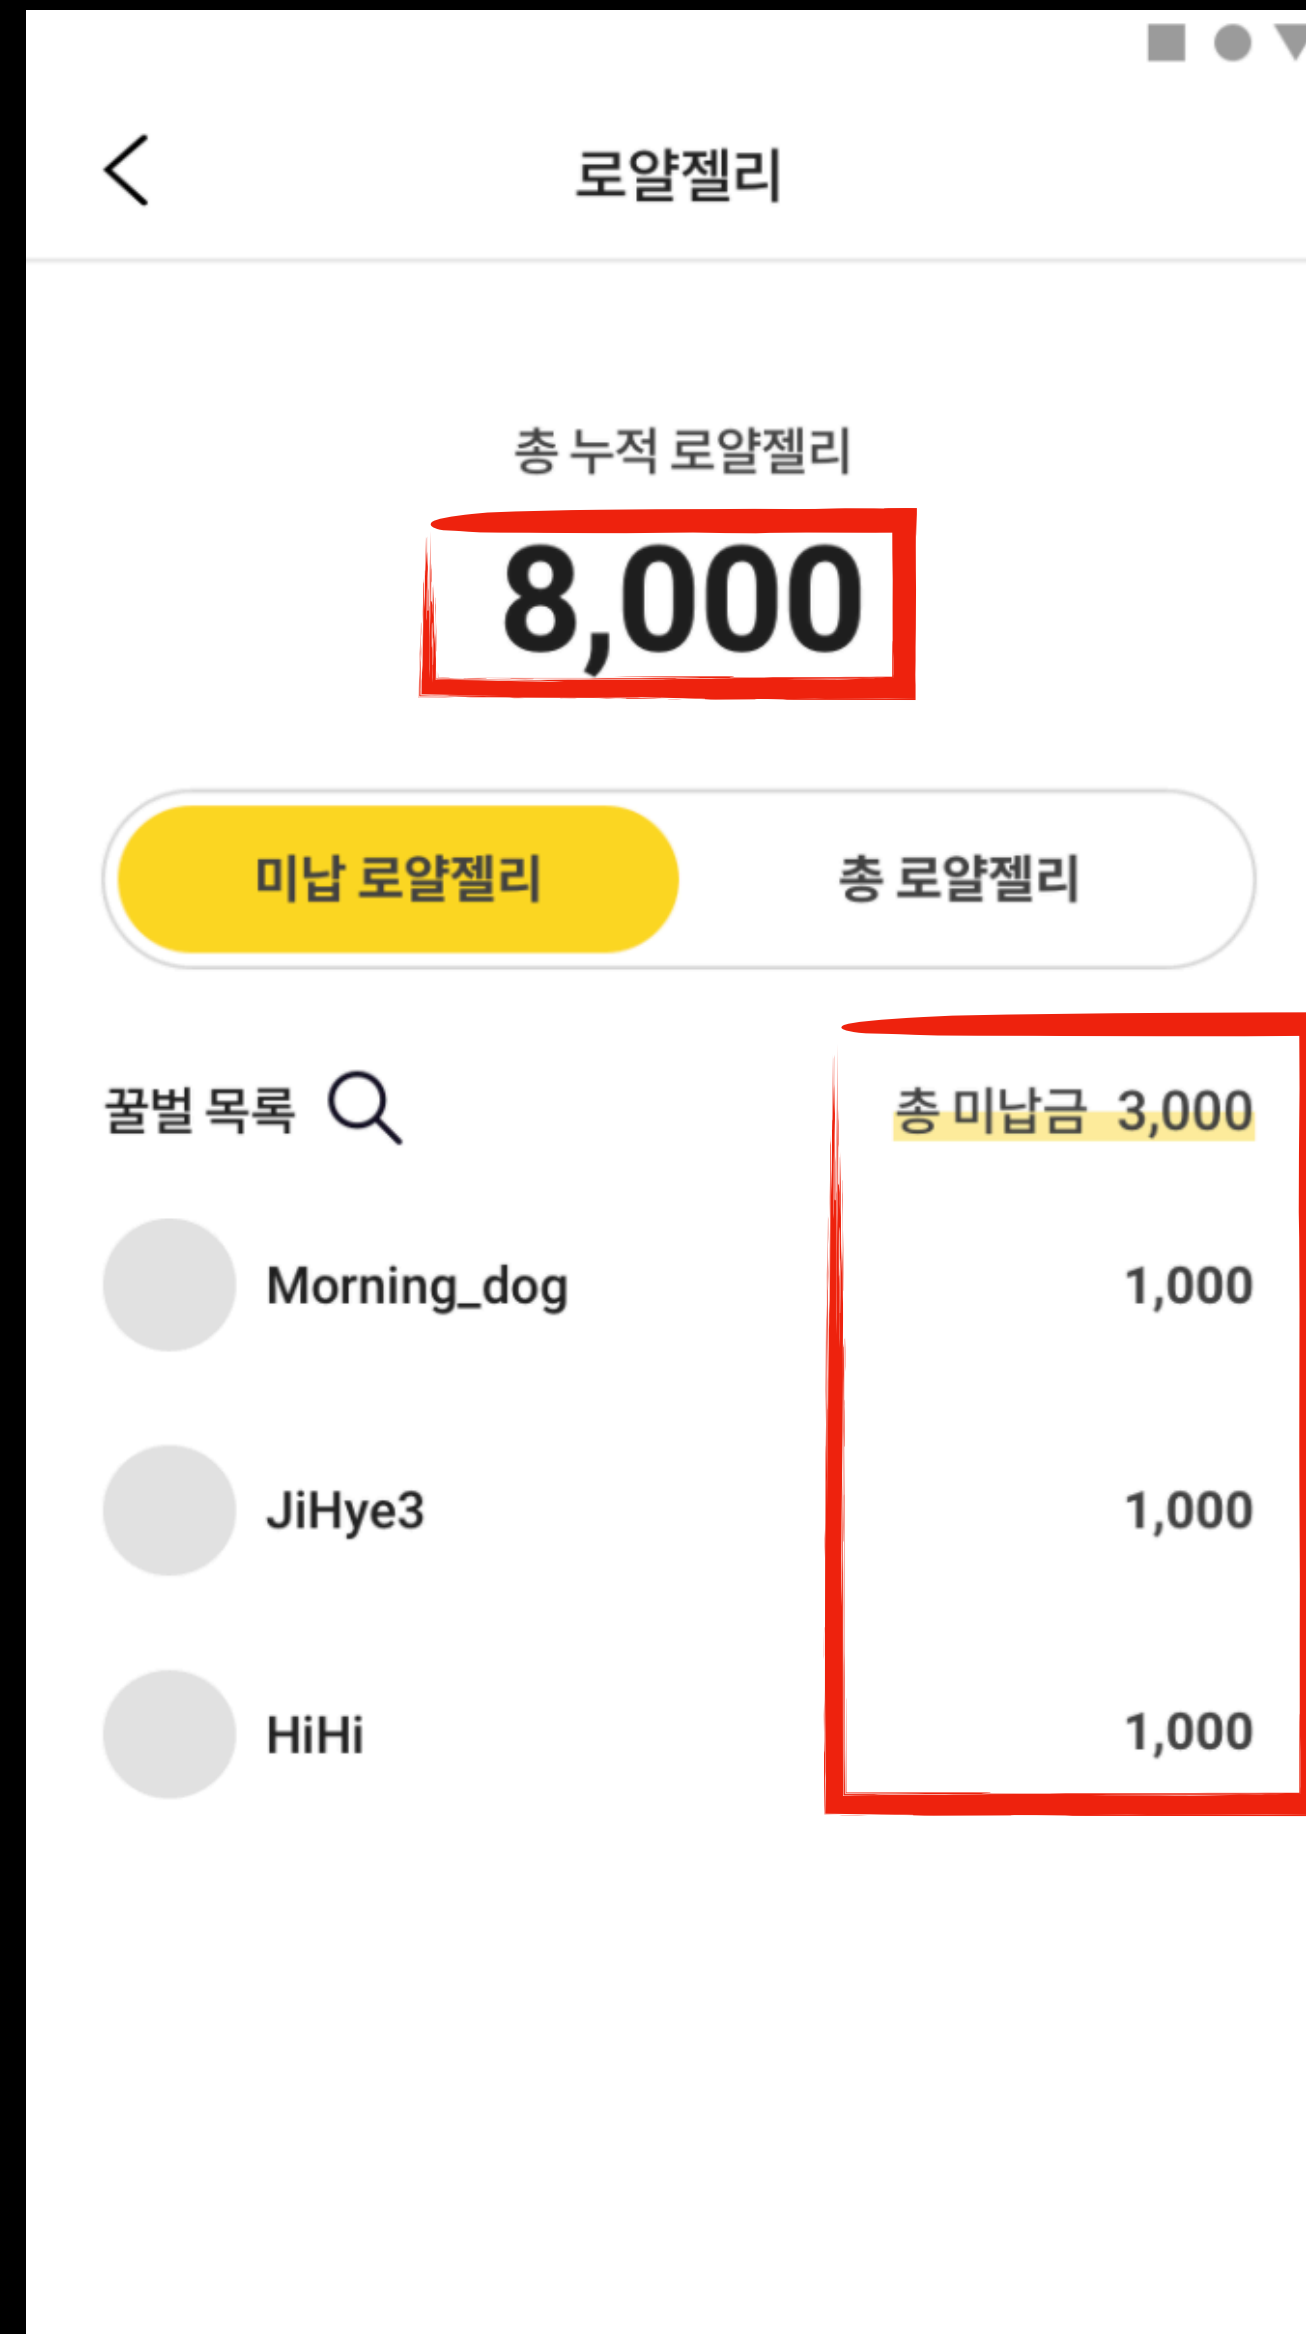 로얄젤리
총 누적 로얄젤리
8,000
미납 로얄젤리 총 로얄젤리
꿀벌 목록 총 미납금 3,000
Morning_dog 1,000
JiHye3 1,000
HiHi 1,000